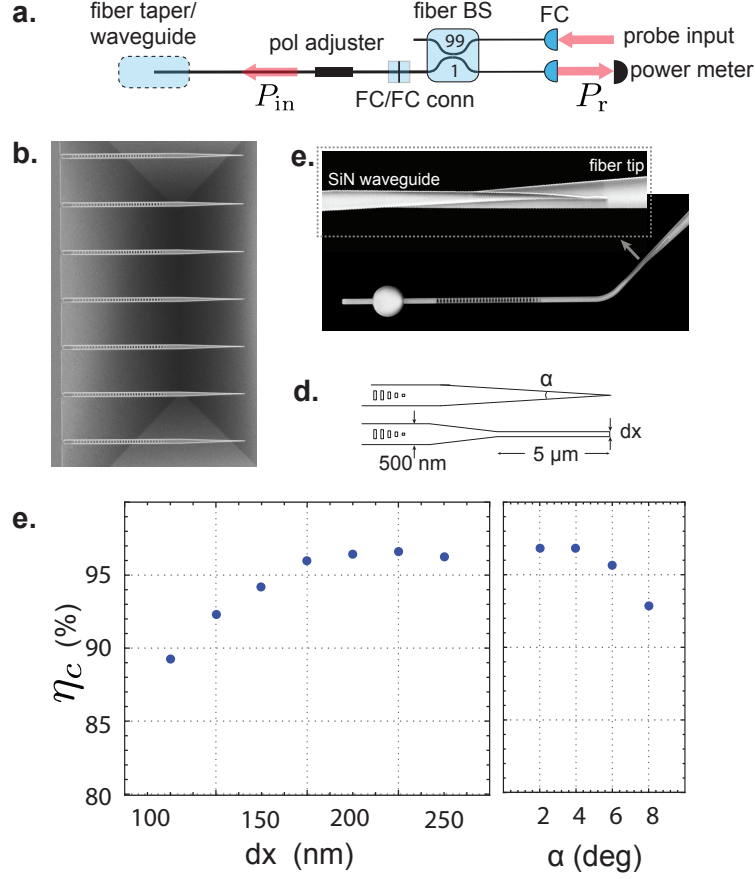 a.
fiber taper/
waveguide
pol adjuster
fiber BS
FC
99
1
probe input
power meter
P_in
FC/FC conn
P_r
b.
e.
SiN waveguide
fiber tip
d.
α
dx
500 nm
5 µm
e.
η_c (%)
95
90
85
80
100 150 200 250
dx (nm)
2 4 6 8
α (deg)